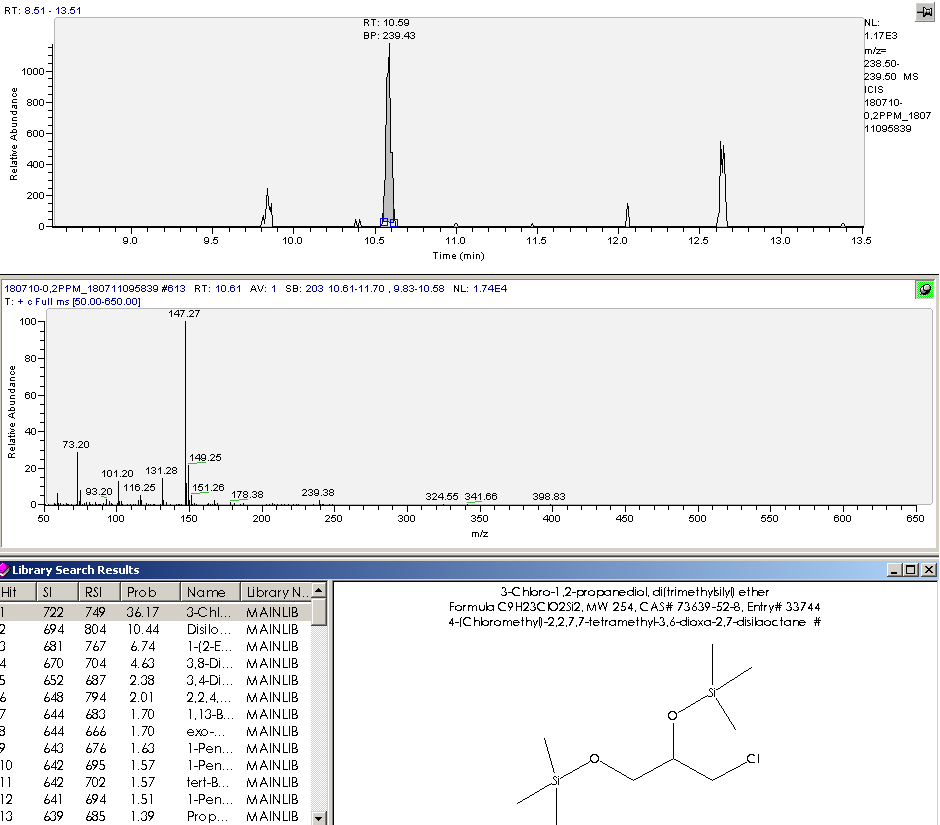 RT: 8.51 - 13.51
RT: 10.59
BP: 239.43
NL:
1.17E3
m/z=
238.50-
239.50 MS
ICIS
180710-
0,2PPM_1807
11095839
Relative Abundance
1000
800
600
400
200
0
9.0 9.5 10.0 10.5 11.0 11.5 12.0 12.5 13.0 13.5
Time (min)
180710-0,2PPM_180711095839 #613 RT: 10.61 AV: 1 SB: 203 10.61-11.70 , 9.83-10.58 NL: 1.74E4
T: + c Full ms [50.00-650.00]
Relative Abundance
100
80
60
40
20
0
147.27
73.20
149.25
101.20
131.28
93.20
116.25
151.26
178.38
239.38
324.55
341.66
398.83
50 100 150 200 250 300 350 400 450 500 550 600 650
m/z
Library Search Results
Hit SI RSI Prob Name Library N...
1 722 749 36.17 3-Chl... MAINLIB
2 694 804 10.44 Disilo... MAINLIB
3 681 767 6.74 1-(2-E... MAINLIB
4 670 704 4.63 3,8-Di... MAINLIB
5 652 687 2.38 3,4-Di... MAINLIB
6 648 794 2.01 2,2,4,... MAINLIB
7 644 683 1.70 1,13-B... MAINLIB
8 644 666 1.70 exo-... MAINLIB
9 643 676 1.63 1-Pen... MAINLIB
10 642 695 1.57 1-Pen... MAINLIB
11 642 702 1.57 tert-B... MAINLIB
12 641 694 1.51 1-Pen... MAINLIB
13 639 685 1.39 Prop... MAINLIB
3-Chloro-1,2-propanediol, di(trimethylsilyl) ether
Formula C9H23ClO2Si2, MW 254, CAS# 73639-52-8, Entry# 33744
4-(Chloromethyl)-2,2,7,7-tetramethyl-3,6-dioxa-2,7-disilaoctane #
Si
O
O
Cl
Si